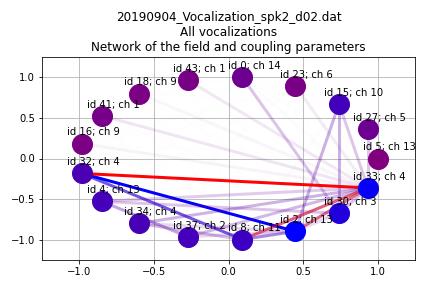 20190904_Vocalization_spk2_d02.dat
All vocalizations
Network of the field and coupling parameters
id 43; ch 1
id 0; ch 14
id 23; ch 6
id 18; ch 9
id 15; ch 10
id 41; ch 1
id 27; ch 5
id 16; ch 9
id 5; ch 13
id 32; ch 4
id 33; ch 4
id 4; ch 13
id 30; ch 3
id 34; ch 4
id 37; ch 2
id 8; ch 11
id 2; ch 13
1.0
0.5
0.0
−0.5
−1.0
−1.0
−0.5
0.0
0.5
1.0